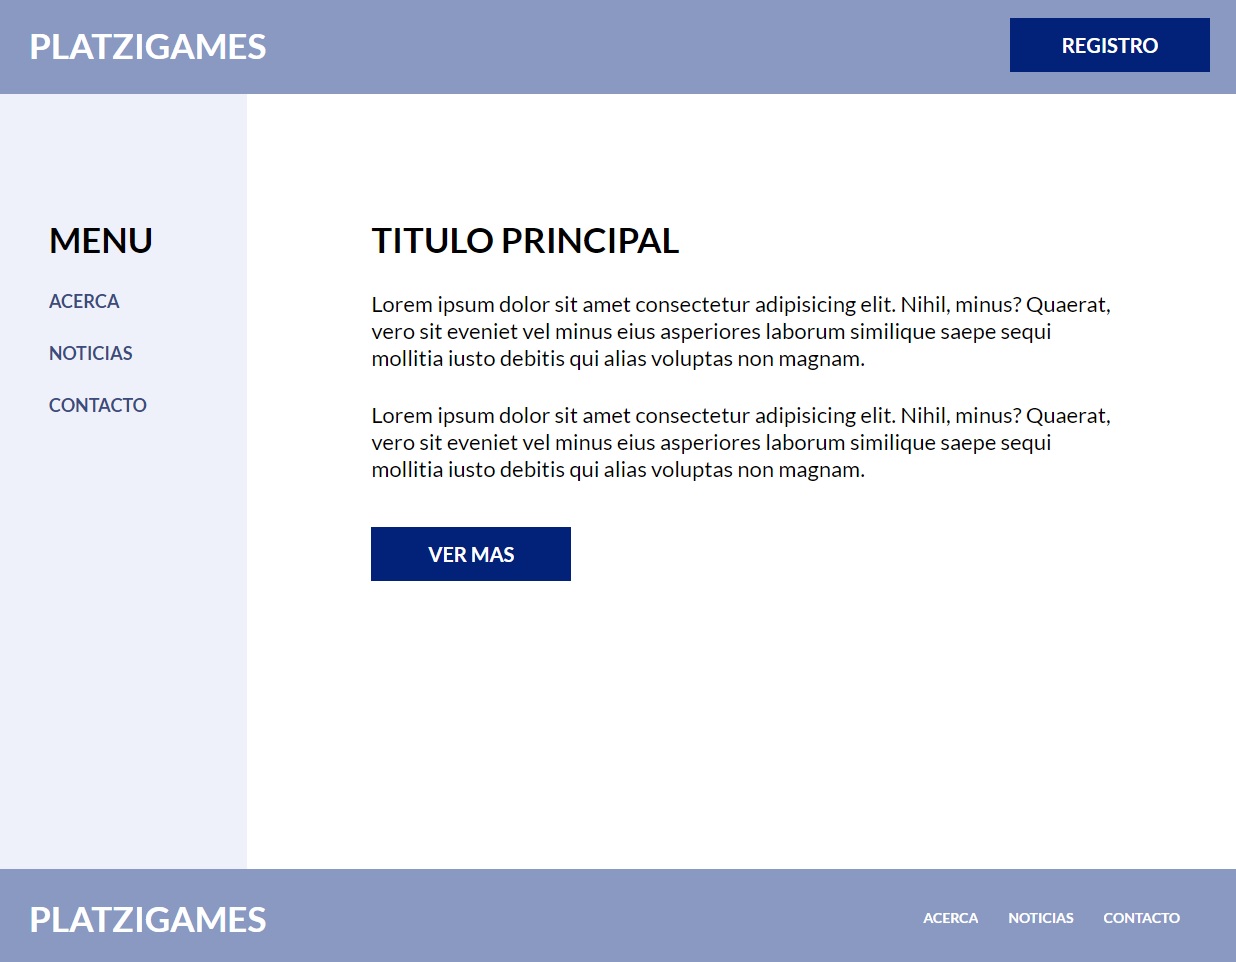 PLATZIGAMES
REGISTRO
MENU
ACERCA
NOTICIAS
CONTACTO
TITULO PRINCIPAL
Lorem ipsum dolor sit amet consectetur adipisicing elit. Nihil, minus? Quaerat,
vero sit eveniet vel minus eius asperiores laborum similique saepe sequi
mollitia iusto debitis qui alias voluptas non magnam.
Lorem ipsum dolor sit amet consectetur adipisicing elit. Nihil, minus? Quaerat,
vero sit eveniet vel minus eius asperiores laborum similique saepe sequi
mollitia iusto debitis qui alias voluptas non magnam.
VER MAS
PLATZIGAMES
ACERCA NOTICIAS CONTACTO